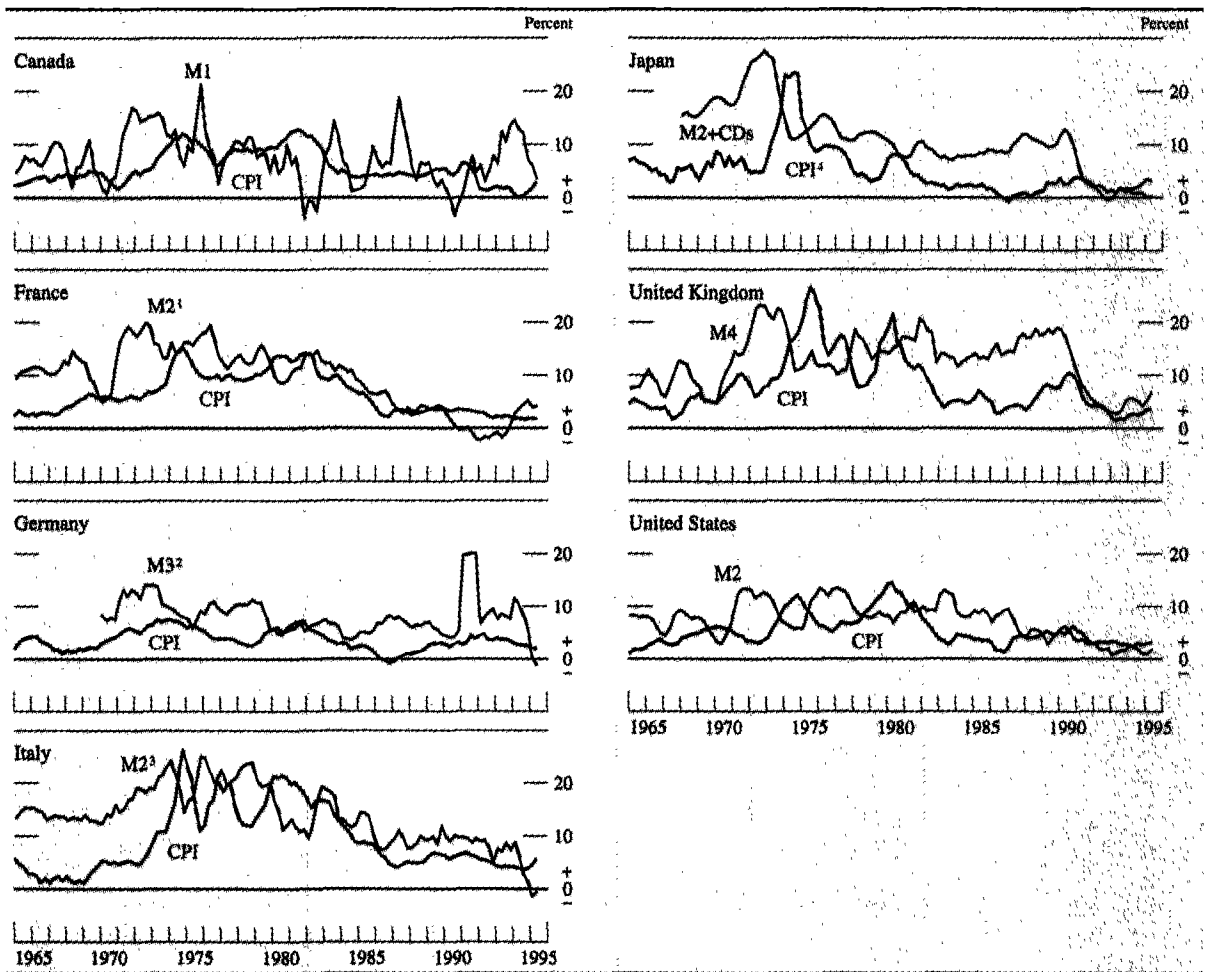 Percent
Canada
M1
20
10
CPI
+
0
−
France
M2¹
20
10
CPI
+
0
−
Germany
M3²
20
10
CPI
+
0
−
Italy
M2³
20
10
CPI
+
0
−
1965 1970 1975 1980 1985 1990 1995
Percent
Japan
20
M2+CDs
10
CPI⁴
+
0
−
United Kingdom
M4
20
10
CPI
+
0
−
United States
M2
20
10
CPI
+
0
−
1965 1970 1975 1980 1985 1990 1995